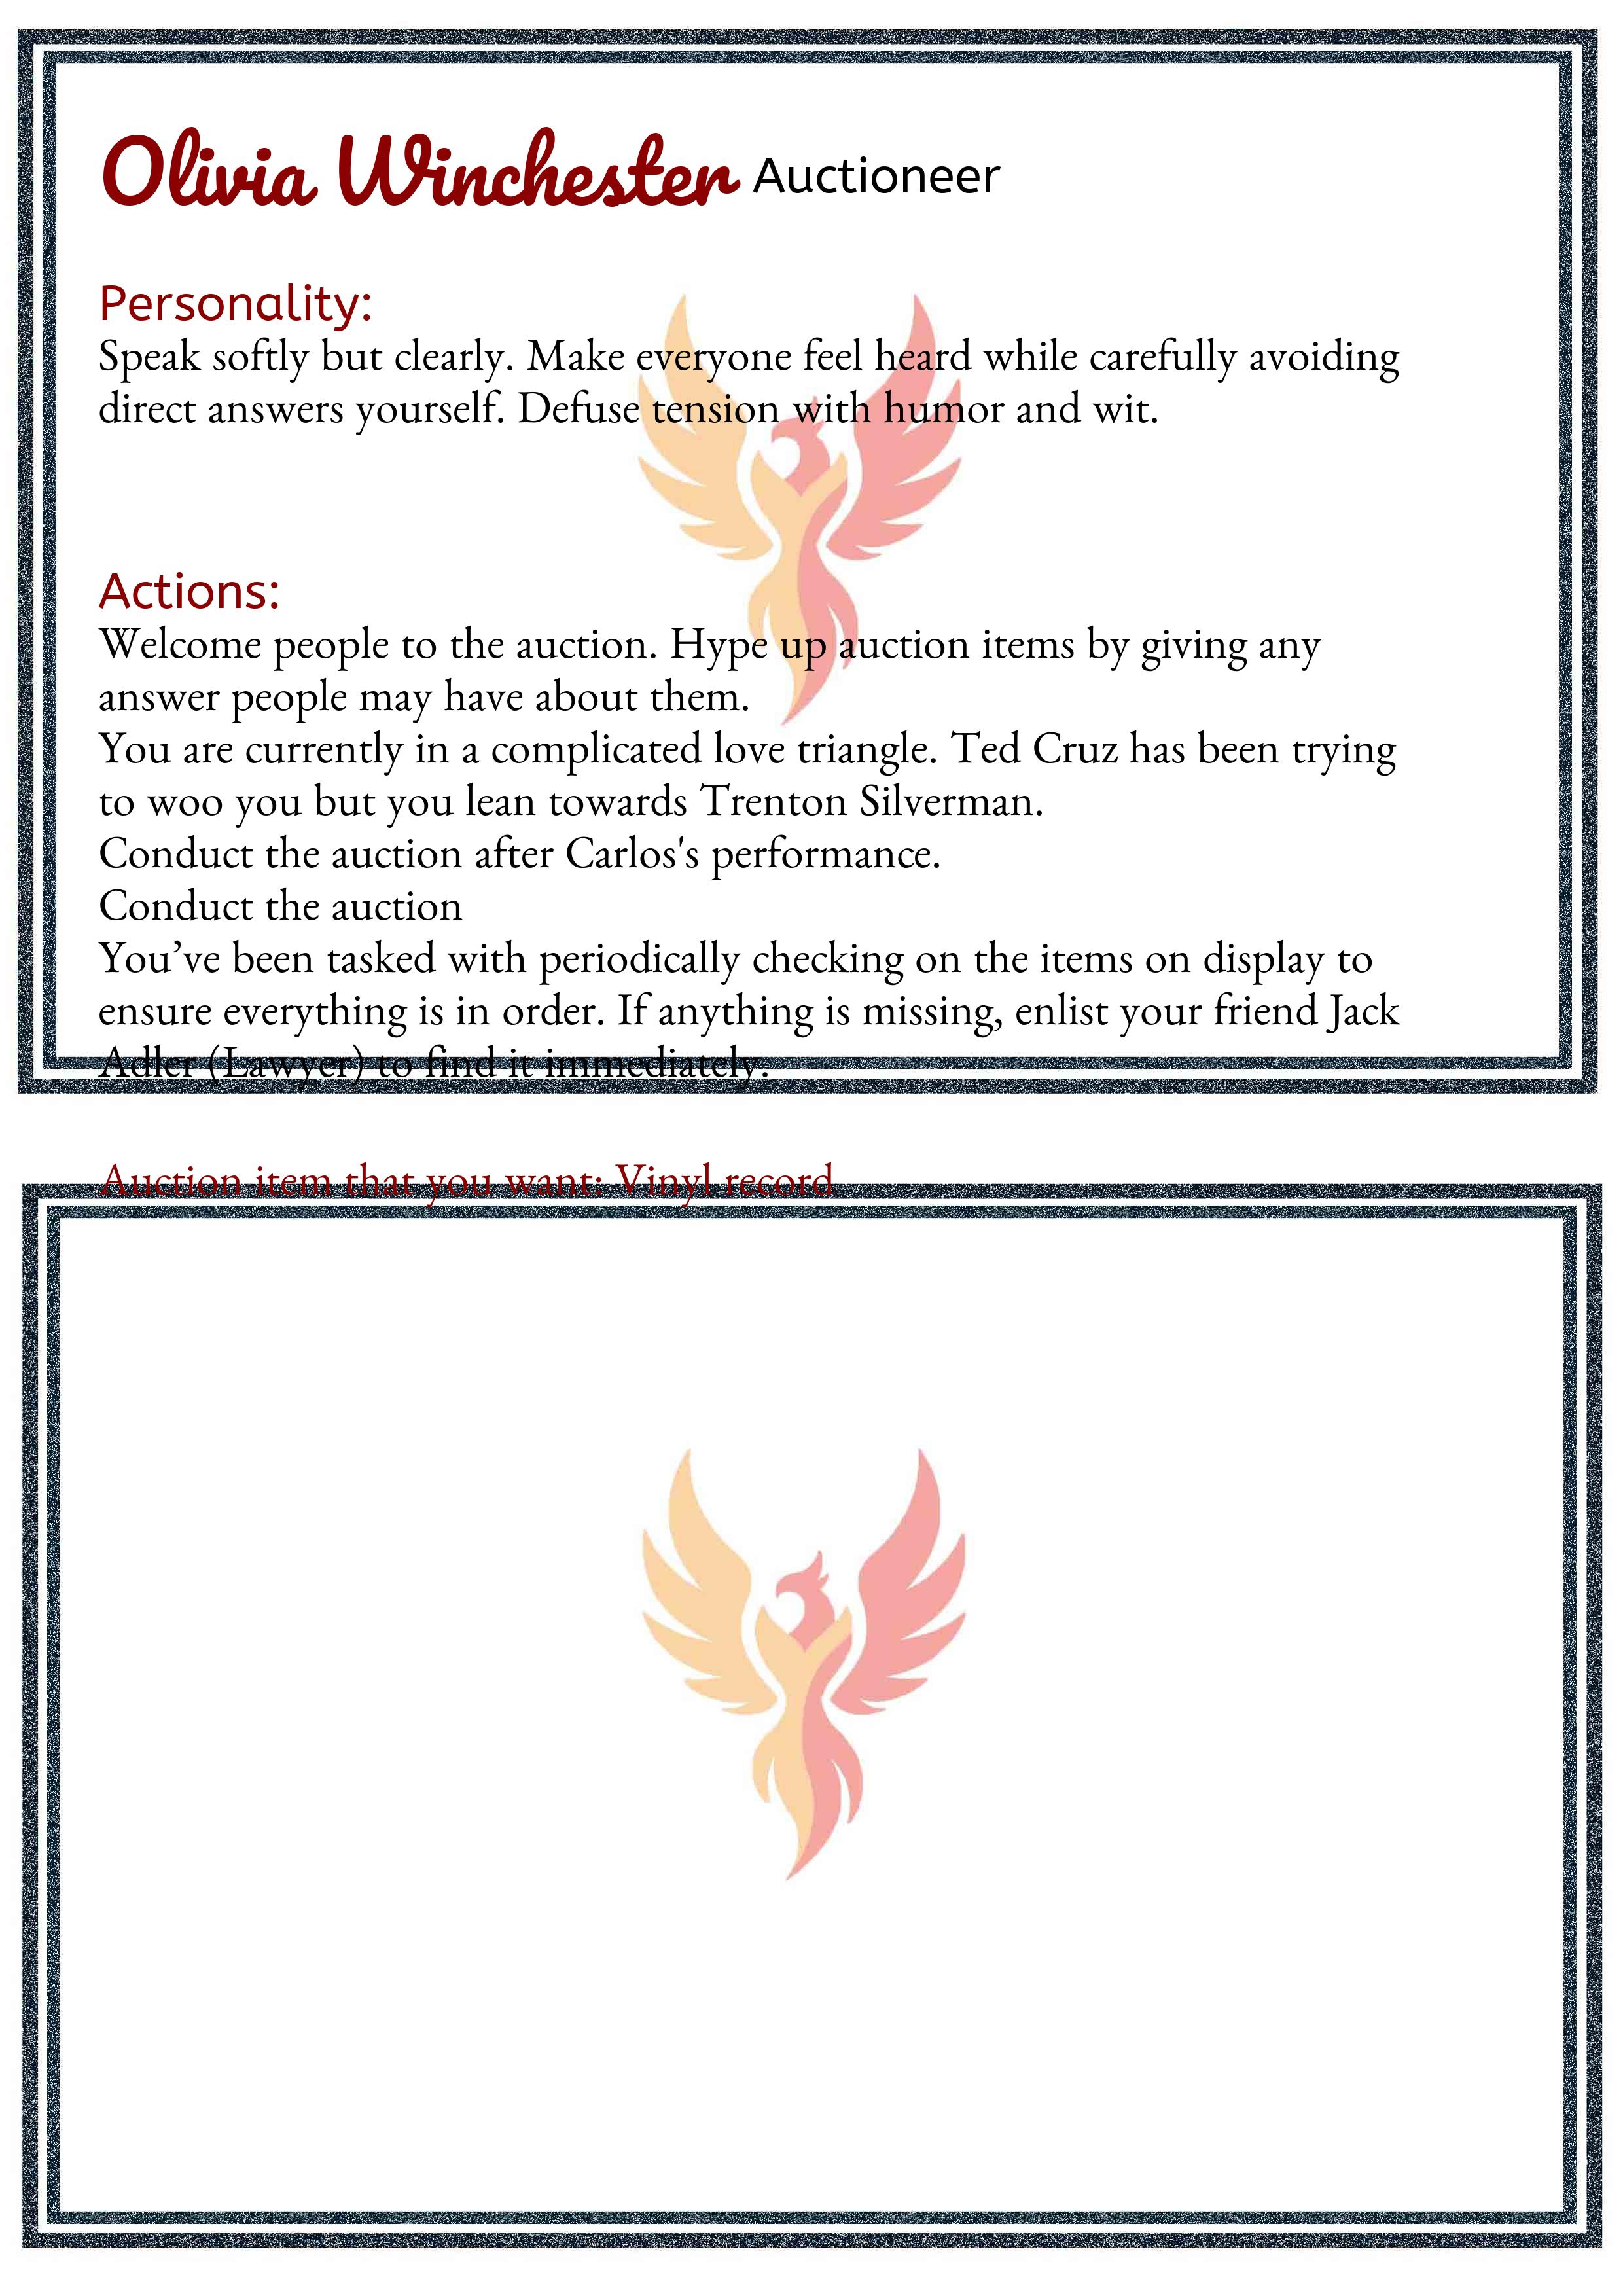 Olivia Winchester Auctioneer
Personality:
Speak softly but clearly. Make everyone feel heard while carefully avoiding
direct answers yourself. Defuse tension with humor and wit.
Actions:
Welcome people to the auction. Hype up auction items by giving any
answer people may have about them.
You are currently in a complicated love triangle. Ted Cruz has been trying
to woo you but you lean towards Trenton Silverman.
Conduct the auction after Carlos's performance.
Conduct the auction
You’ve been tasked with periodically checking on the items on display to
ensure everything is in order. If anything is missing, enlist your friend Jack
Adler (Lawyer) to find it immediately.
Auction item that you want: Vinyl record